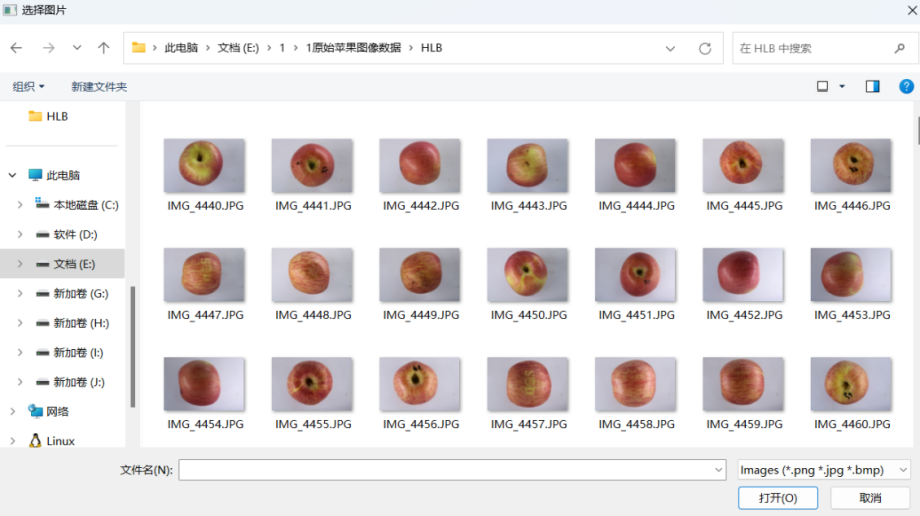 选择图片
此电脑 › 文档 (E:) › 1 › 1原始苹果图像数据 › HLB
在 HLB 中搜索
组织 新建文件夹
HLB
此电脑
本地磁盘 (C:)
软件 (D:)
文档 (E:)
新加卷 (G:)
新加卷 (H:)
新加卷 (I:)
新加卷 (J:)
网络
Linux
IMG_4440.JPG IMG_4441.JPG IMG_4442.JPG IMG_4443.JPG IMG_4444.JPG IMG_4445.JPG IMG_4446.JPG
IMG_4447.JPG IMG_4448.JPG IMG_4449.JPG IMG_4450.JPG IMG_4451.JPG IMG_4452.JPG IMG_4453.JPG
IMG_4454.JPG IMG_4455.JPG IMG_4456.JPG IMG_4457.JPG IMG_4458.JPG IMG_4459.JPG IMG_4460.JPG
文件名(N):
Images (*.png *.jpg *.bmp)
打开(O) 取消